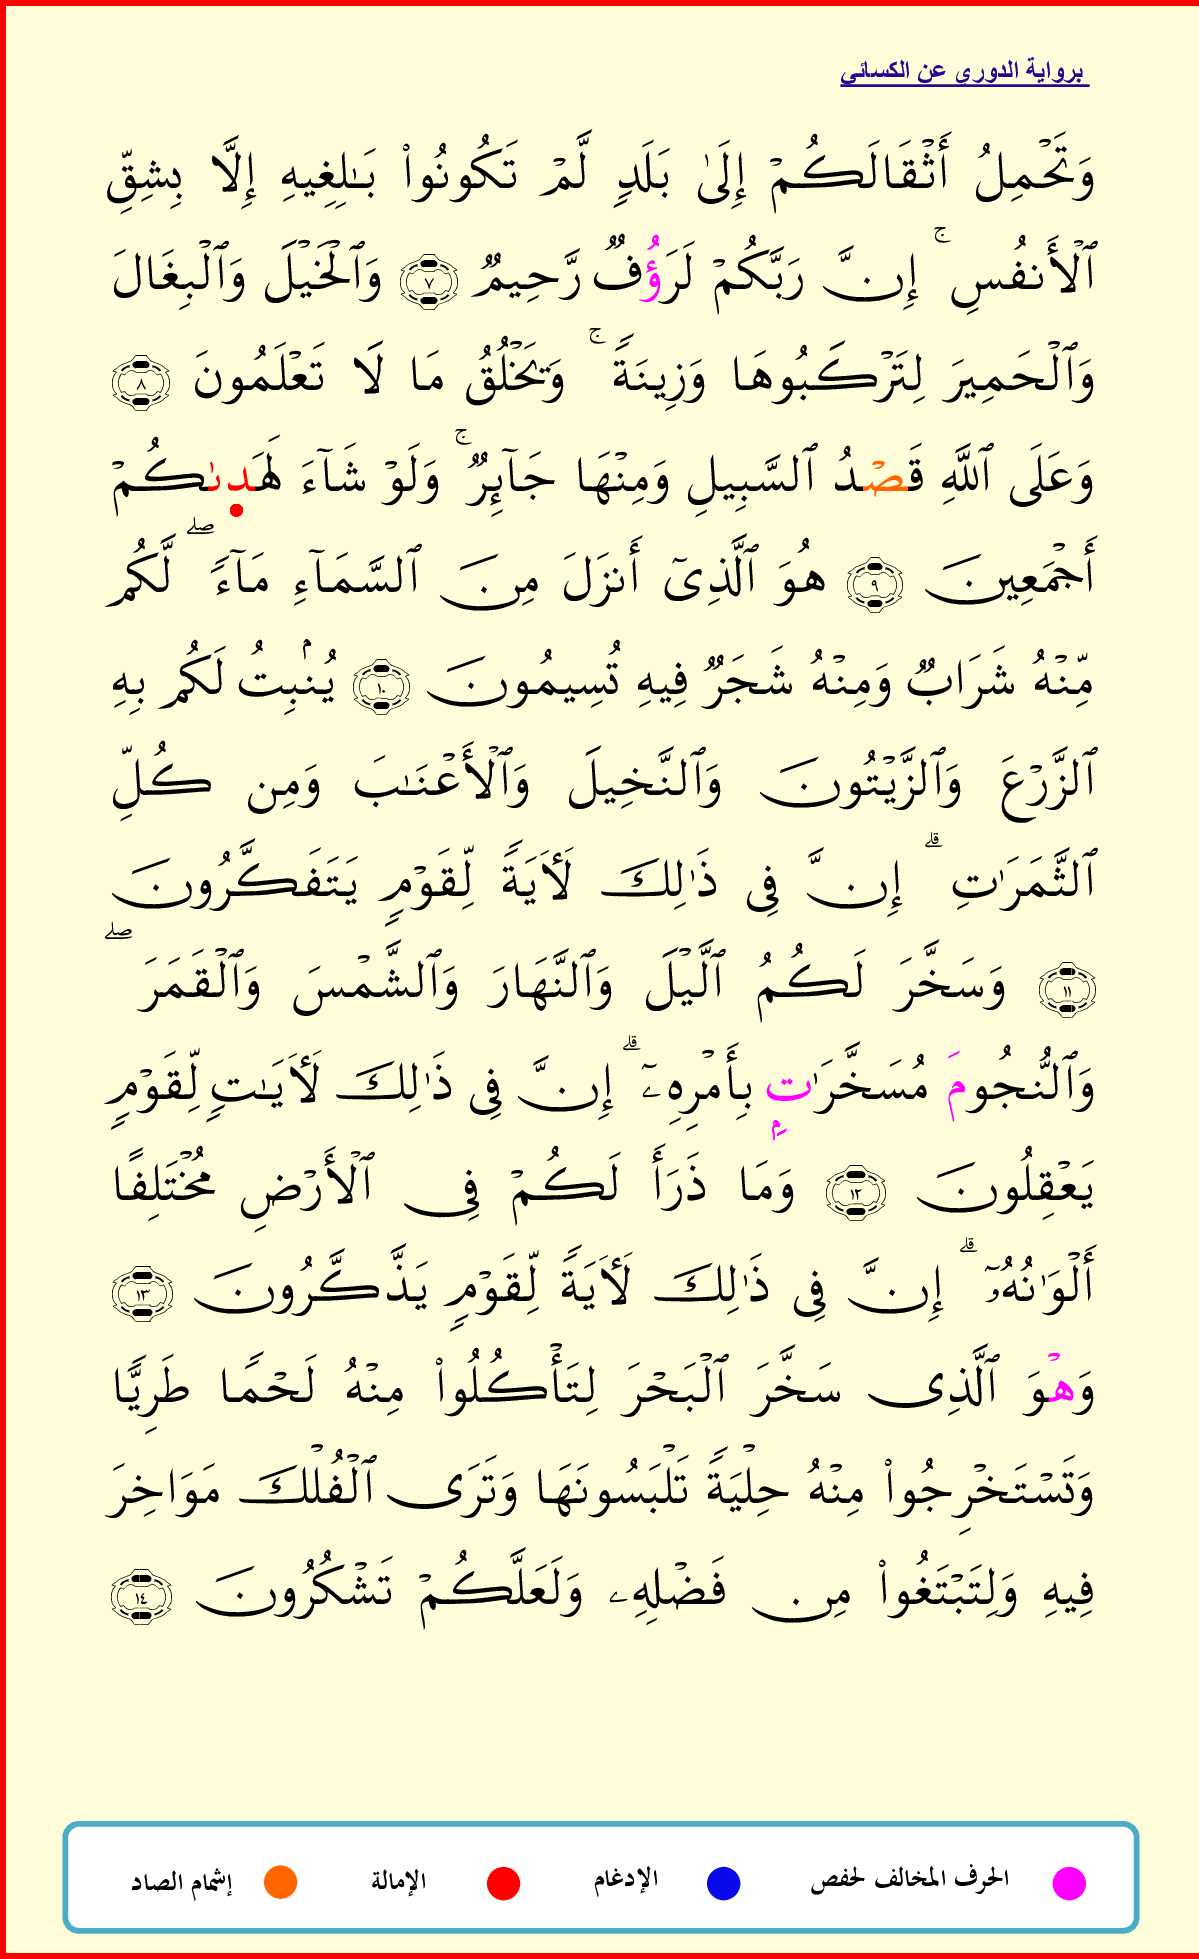 برواية الدوري عن الكسائي
وَتَحۡمِلُ أَثۡقَالَكُمۡ إِلَىٰ بَلَدٖ لَّمۡ تَكُونُواْ بَٰلِغِيهِ إِلَّا بِشِقِّ
ٱلۡأَنفُسِۚ إِنَّ رَبَّكُمۡ لَرَؤُفٞ رَّحِيمٞ ٧ وَٱلۡخَيۡلَ وَٱلۡبِغَالَ
وَٱلۡحَمِيرَ لِتَرۡكَبُوهَا وَزِينَةٗۚ وَيَخۡلُقُ مَا لَا تَعۡلَمُونَ ٨
وَعَلَى ٱللَّهِ قَصۡدُ ٱلسَّبِيلِ وَمِنۡهَا جَآئِرٞۚ وَلَوۡ شَآءَ لَهَدىٰكُمۡ
أَجۡمَعِينَ ٩ هُوَ ٱلَّذِيٓ أَنزَلَ مِنَ ٱلسَّمَآءِ مَآءٗۖ لَّكُم
مِّنۡهُ شَرَابٞ وَمِنۡهُ شَجَرٞ فِيهِ تُسِيمُونَ ١٠ يُنۢبِتُ لَكُم بِهِ
ٱلزَّرۡعَ وَٱلزَّيۡتُونَ وَٱلنَّخِيلَ وَٱلۡأَعۡنَٰبَ وَمِن كُلِّ
ٱلثَّمَرَٰتِۚ إِنَّ فِي ذَٰلِكَ لَأٓيَةٗ لِّقَوۡمٖ يَتَفَكَّرُونَ
١١ وَسَخَّرَ لَكُمُ ٱلَّيۡلَ وَٱلنَّهَارَ وَٱلشَّمۡسَ وَٱلۡقَمَرَۖ
وَٱلنُّجُومَ مُسَخَّرَٰتِۭ بِأَمۡرِهِۦٓۗ إِنَّ فِي ذَٰلِكَ لَأٓيَٰتٖ لِّقَوۡمٖ
يَعۡقِلُونَ ١٢ وَمَا ذَرَأَ لَكُمۡ فِي ٱلۡأَرۡضِ مُخۡتَلِفًا
أَلۡوَٰنُهُۥٓۗ إِنَّ فِي ذَٰلِكَ لَأٓيَةٗ لِّقَوۡمٖ يَذَّكَّرُونَ ١٣
وَهۡوَ ٱلَّذِي سَخَّرَ ٱلۡبَحۡرَ لِتَأۡكُلُواْ مِنۡهُ لَحۡمٗا طَرِيّٗا
وَتَسۡتَخۡرِجُواْ مِنۡهُ حِلۡيَةٗ تَلۡبَسُونَهَا وَتَرَى ٱلۡفُلۡكَ مَوَاخِرَ
فِيهِ وَلِتَبۡتَغُواْ مِن فَضۡلِهِۦ وَلَعَلَّكُمۡ تَشۡكُرُونَ ١٤
الحرف المخالف لحفص الإدغام الإمالة إشمام الصاد